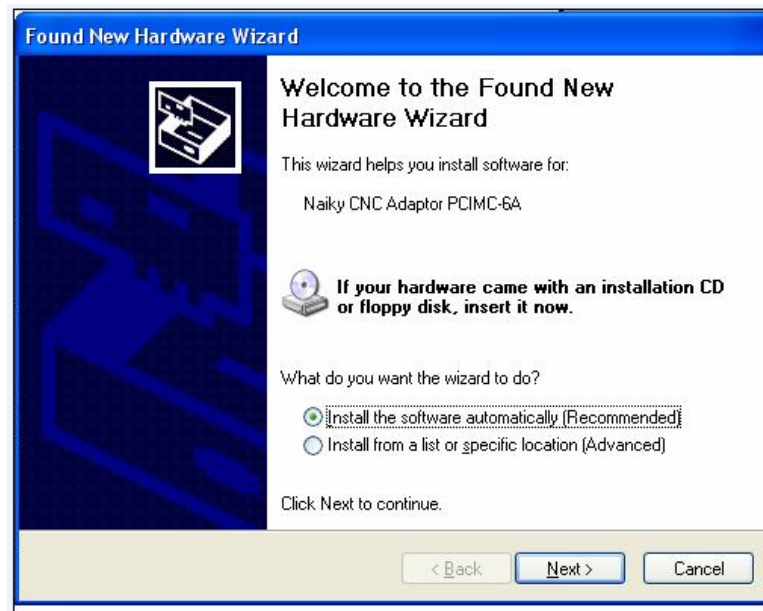 Found New Hardware Wizard
Welcome to the Found New
Hardware Wizard
This wizard helps you install software for:
Naiky CNC Adaptor PCIMC-6A
If your hardware came with an installation CD
or floppy disk, insert it now.
What do you want the wizard to do?
Install the software automatically (Recommended)
Install from a list or specific location (Advanced)
Click Next to continue.
< Back Next > Cancel